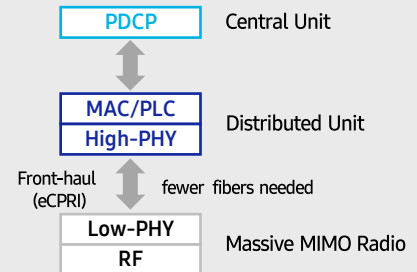 PDCP
Central Unit
MAC/PLC
High-PHY
Distributed Unit
Front-haul
(eCPRI)
fewer fibers needed
Low-PHY
RF
Massive MIMO Radio